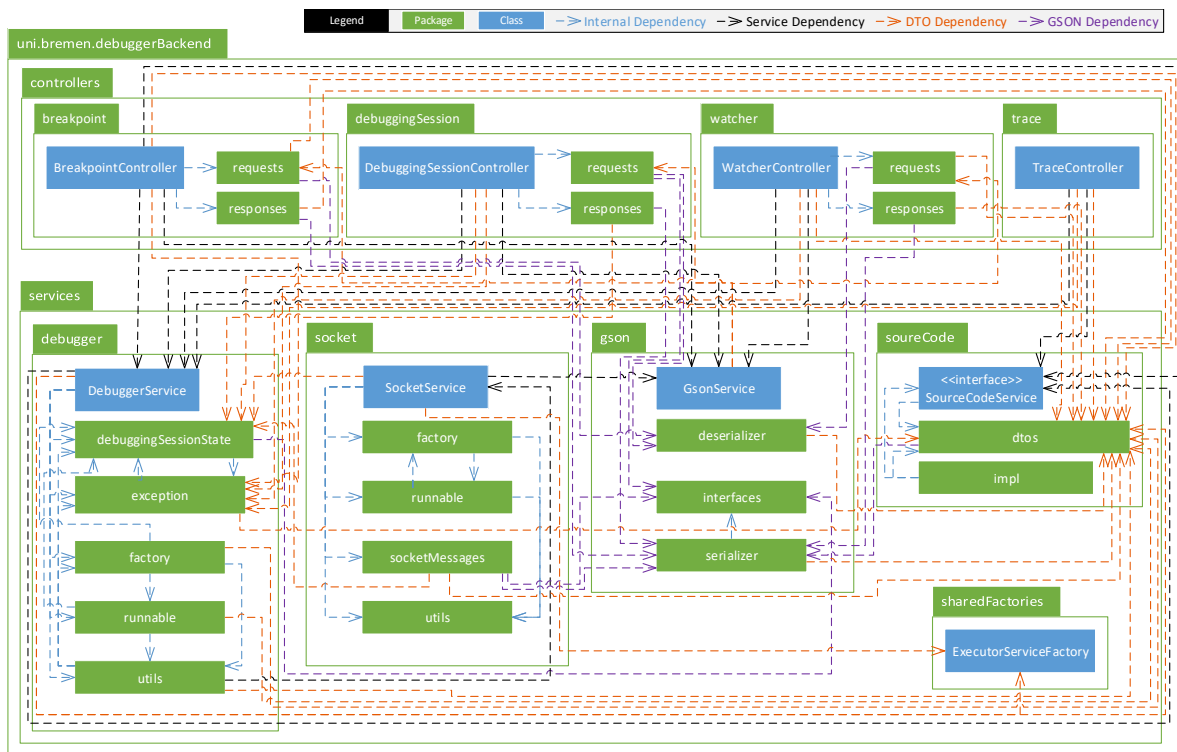 Legend
Package
Class
Internal Dependency
Service Dependency
DTO Dependency
GSON Dependency
uni.bremen.debuggerBackend
controllers
breakpoint
debuggingSession
watcher
trace
BreakpointController
requests
responses
DebuggingSessionController
requests
responses
WatcherController
requests
responses
TraceController
services
debugger
socket
gson
soureCode
DebuggerService
debuggingSessionState
exception
factory
runnable
utils
SocketService
factory
runnable
socketMessages
utils
GsonService
deserializer
interfaces
serializer
<<interface>>
SourceCodeService
dtos
impl
sharedFactories
ExecutorServiceFactory